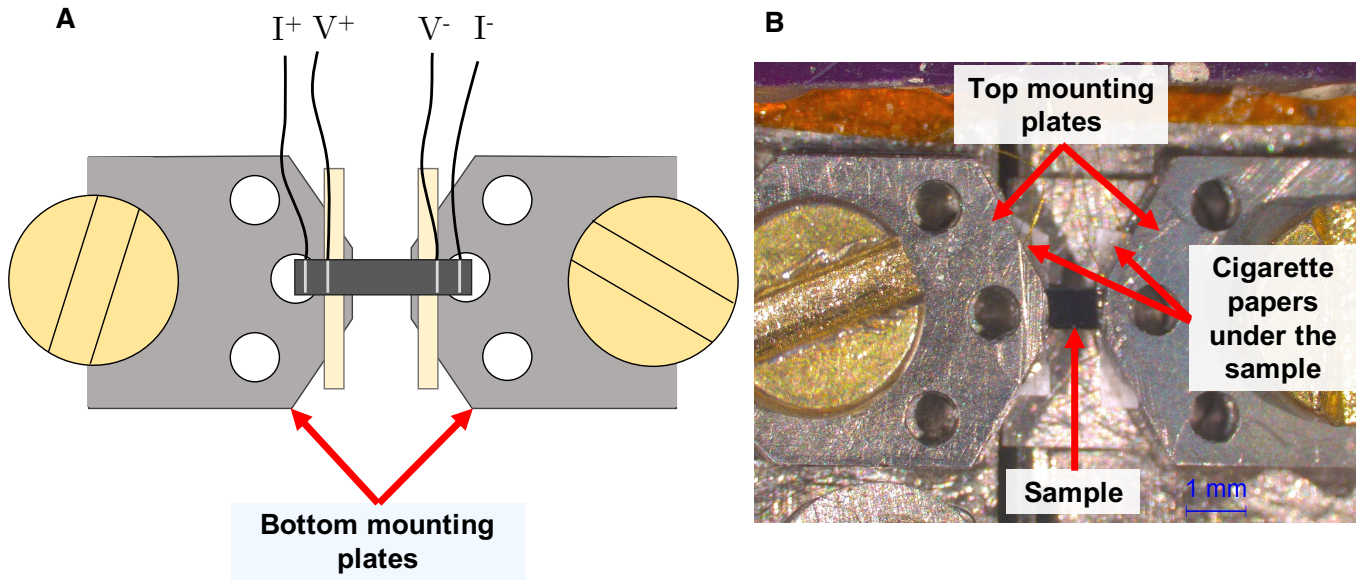 A
I⁺ V⁺ V⁻ I⁻
Bottom mounting
plates
B
Top mounting
plates
Cigarette
papers
under the
sample
Sample
1 mm